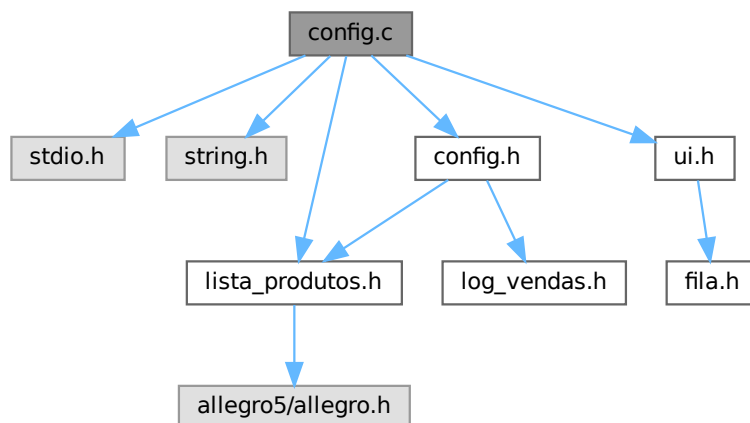 config.c
stdio.h
string.h
config.h
ui.h
lista_produtos.h
log_vendas.h
fila.h
allegro5/allegro.h